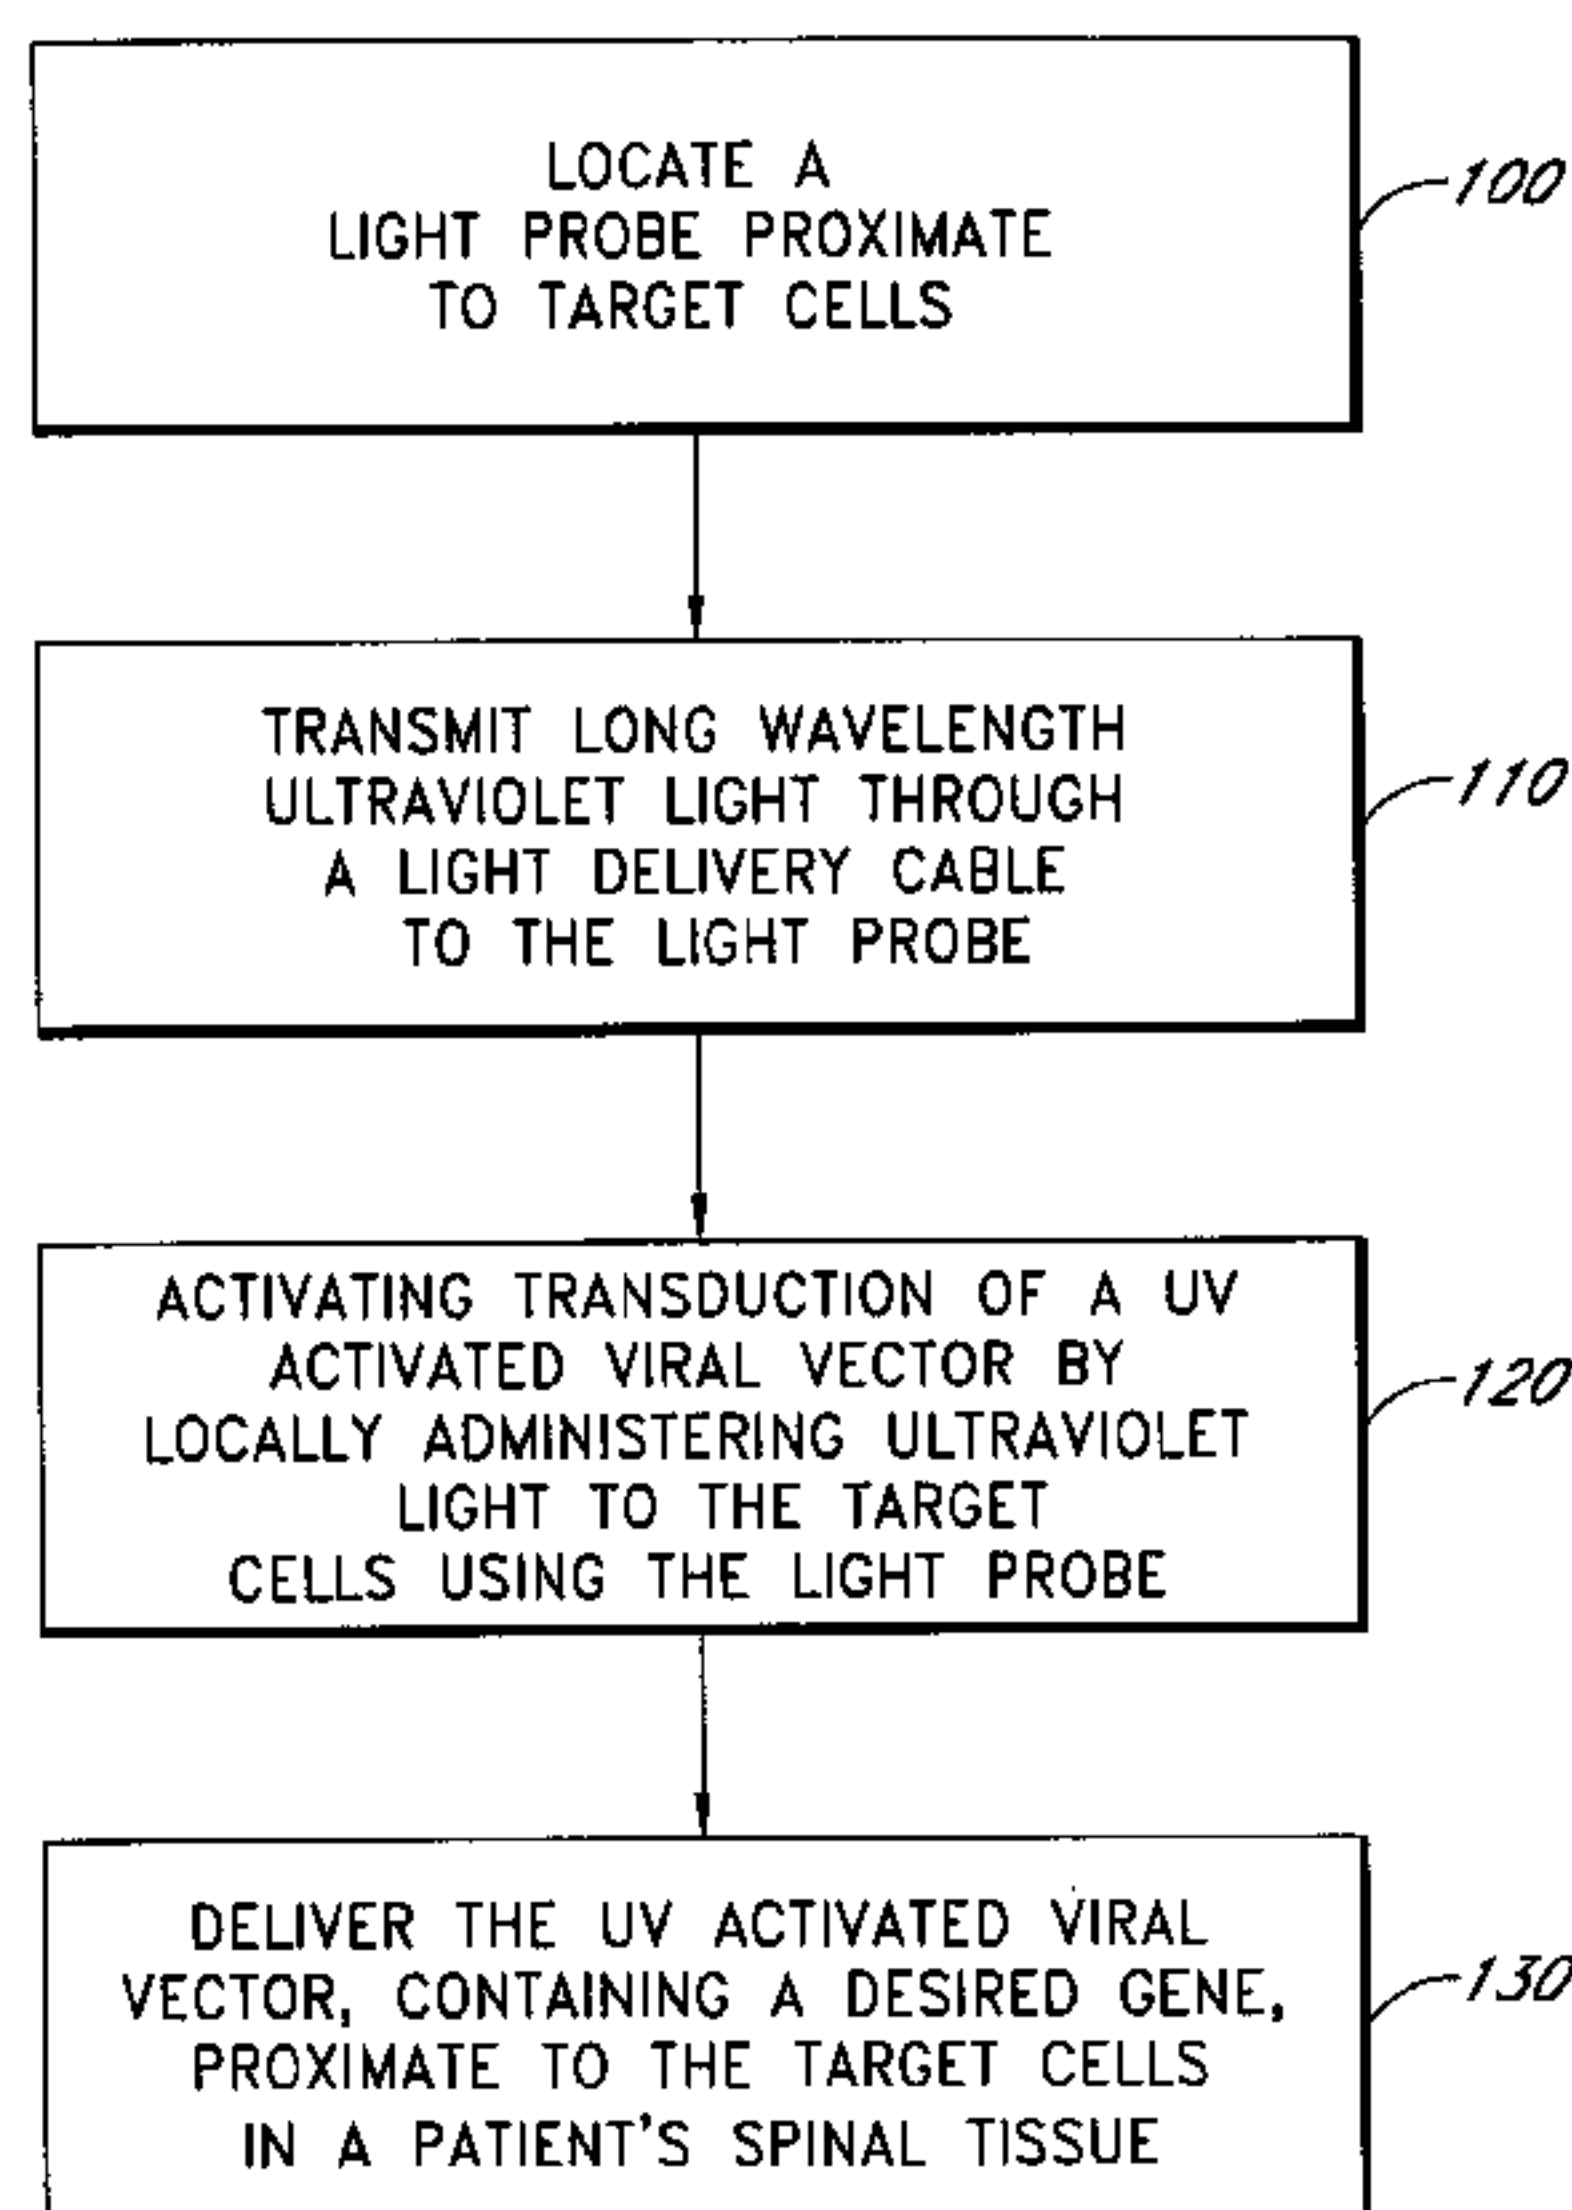 LOCATE A
LIGHT PROBE PROXIMATE
TO TARGET CELLS
100
TRANSMIT LONG WAVELENGTH
ULTRAVIOLET LIGHT THROUGH
A LIGHT DELIVERY CABLE
TO THE LIGHT PROBE
110
ACTIVATING TRANSDUCTION OF A UV
ACTIVATED VIRAL VECTOR BY
LOCALLY ADMINISTERING ULTRAVIOLET
LIGHT TO THE TARGET
CELLS USING THE LIGHT PROBE
120
DELIVER THE UV ACTIVATED VIRAL
VECTOR, CONTAINING A DESIRED GENE,
PROXIMATE TO THE TARGET CELLS
IN A PATIENT'S SPINAL TISSUE
130